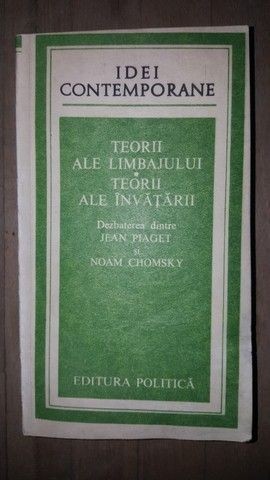 IDEI
CONTEMPORANE
TEORII
ALE LIMBAJULUI
•
TEORII
ALE ÎNVĂȚĂRII
Dezbaterea dintre
JEAN PIAGET
și
NOAM CHOMSKY
EDITURA POLITICĂ